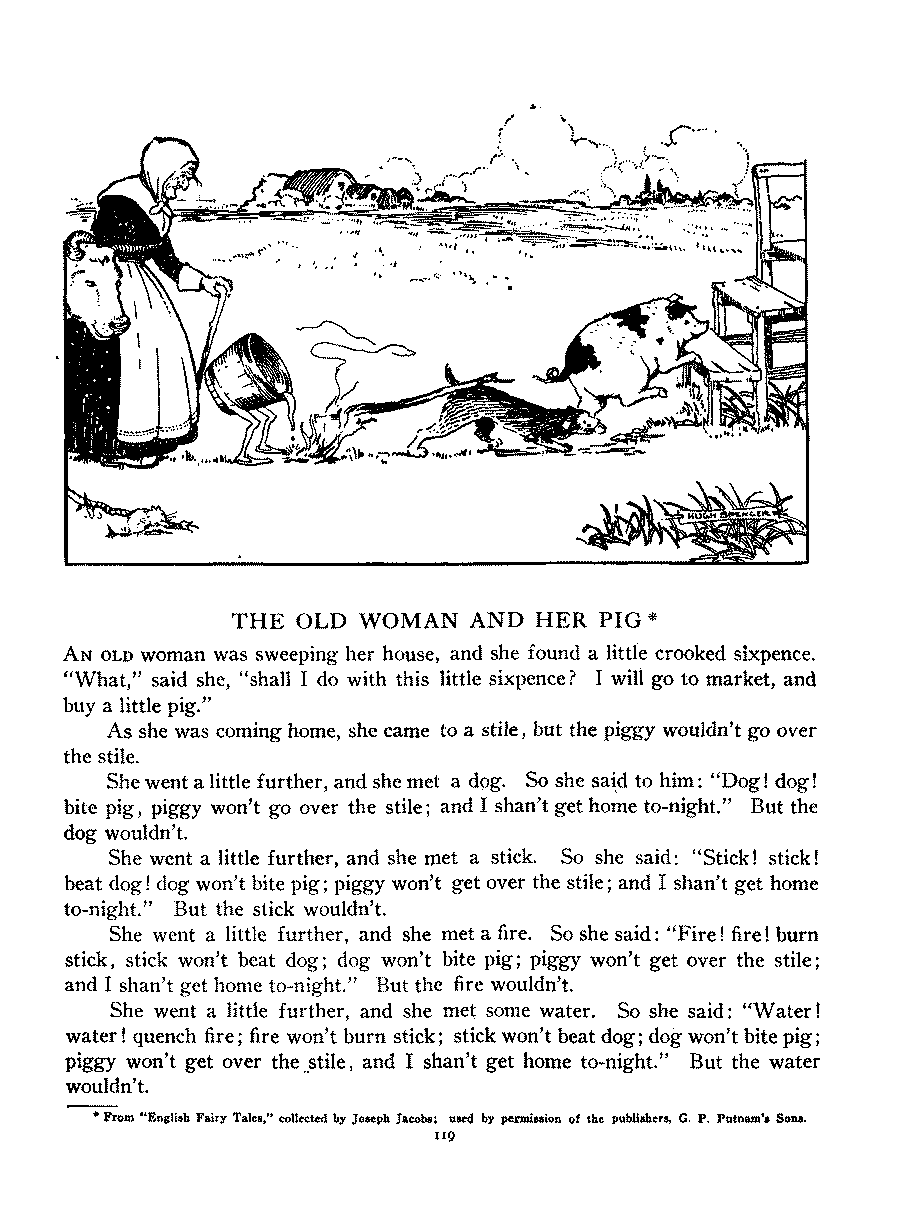 HUGH SPENCER
THE OLD WOMAN AND HER PIG*
AN OLD woman was sweeping her house, and she found a little crooked sixpence.
"What," said she, "shall I do with this little sixpence? I will go to market, and
buy a little pig."
As she was coming home, she came to a stile, but the piggy wouldn't go over
the stile.
She went a little further, and she met a dog. So she said to him: "Dog! dog!
bite pig, piggy won't go over the stile; and I shan't get home to-night." But the
dog wouldn't.
She went a little further, and she met a stick. So she said: "Stick! stick!
beat dog! dog won't bite pig; piggy won't get over the stile; and I shan't get home
to-night." But the stick wouldn't.
She went a little further, and she met a fire. So she said: "Fire! fire! burn
stick, stick won't beat dog; dog won't bite pig; piggy won't get over the stile;
and I shan't get home to-night." But the fire wouldn't.
She went a little further, and she met some water. So she said: "Water!
water! quench fire; fire won't burn stick; stick won't beat dog; dog won't bite pig;
piggy won't get over the stile, and I shan't get home to-night." But the water
wouldn't.
* From "English Fairy Tales," collected by Joseph Jacobs; used by permission of the publishers, G. P. Putnam's Sons.
119